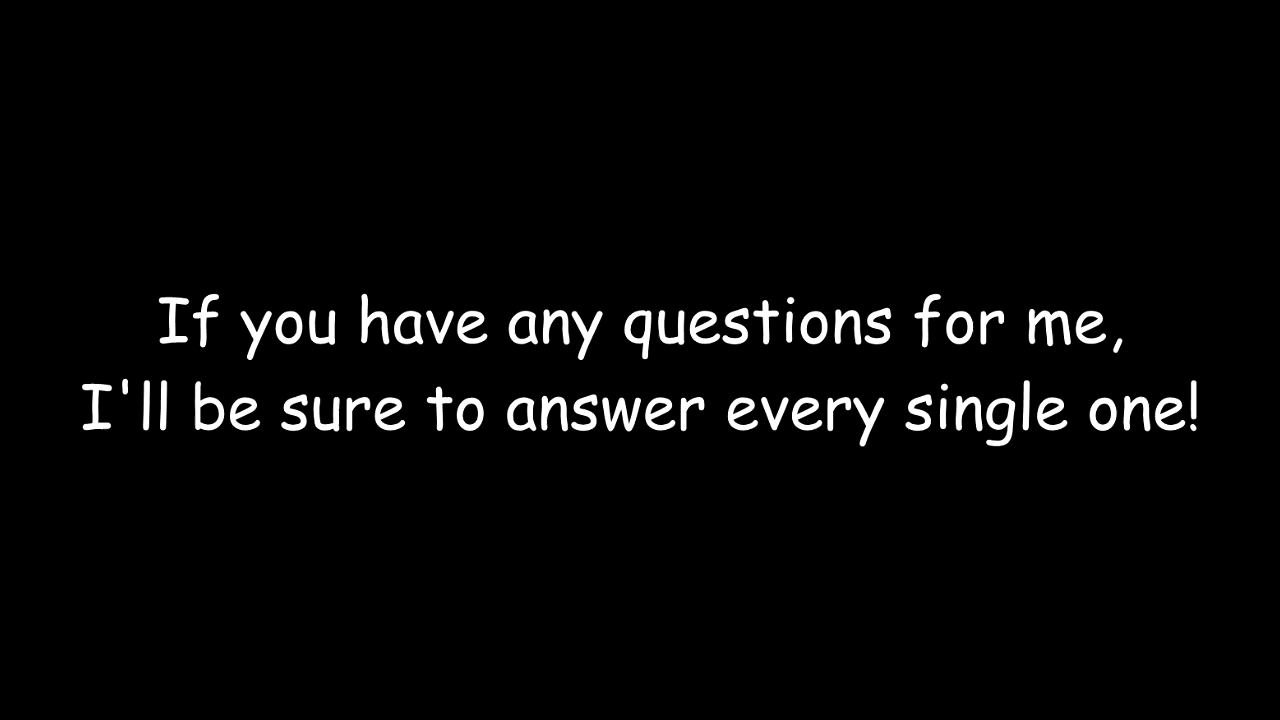 If you have any questions for me,
I'll be sure to answer every single one!